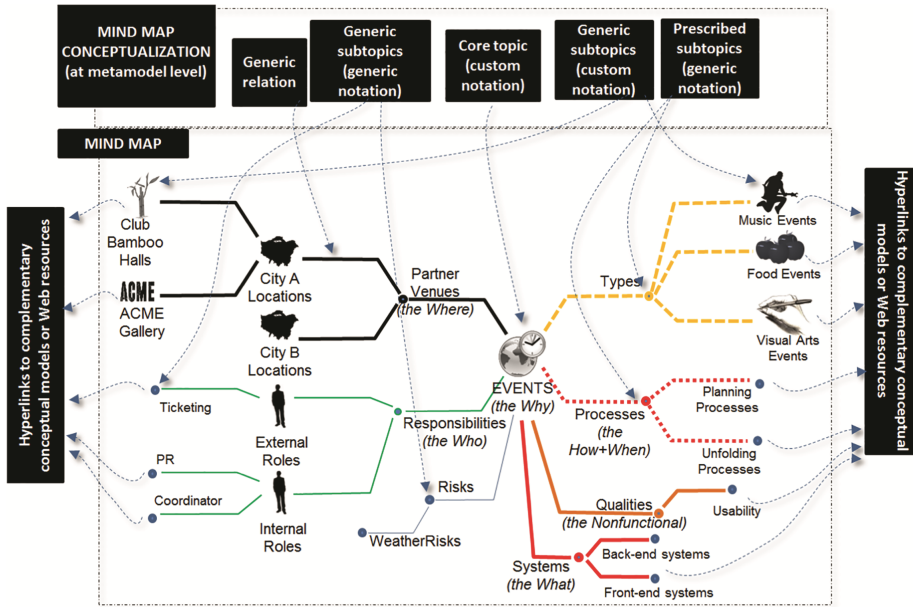 MIND MAP
CONCEPTUALIZATION
(at metamodel level)
Generic
relation
Generic
subtopics
(generic
notation)
Core topic
(custom
notation)
Generic
subtopics
(custom
notation)
Prescribed
subtopics
(generic
notation)
MIND MAP
Hyperlinks to complementary
conceptual models or Web resources
Club
Bamboo
Halls
ACME
ACME
Gallery
City A
Locations
City B
Locations
Partner
Venues
(the Where)
Ticketing
External
Roles
PR
Coordinator
Internal
Roles
Responsibilities
(the Who)
Risks
WeatherRisks
EVENTS
(the Why)
Types
Music Events
Food Events
Visual Arts
Events
Processes
(the
How+When)
Planning
Processes
Unfolding
Processes
Qualities
(the Nonfunctional)
Usability
Systems
(the What)
Back-end systems
Front-end systems
Hyperlinks to complementary conceptual
models or Web resources